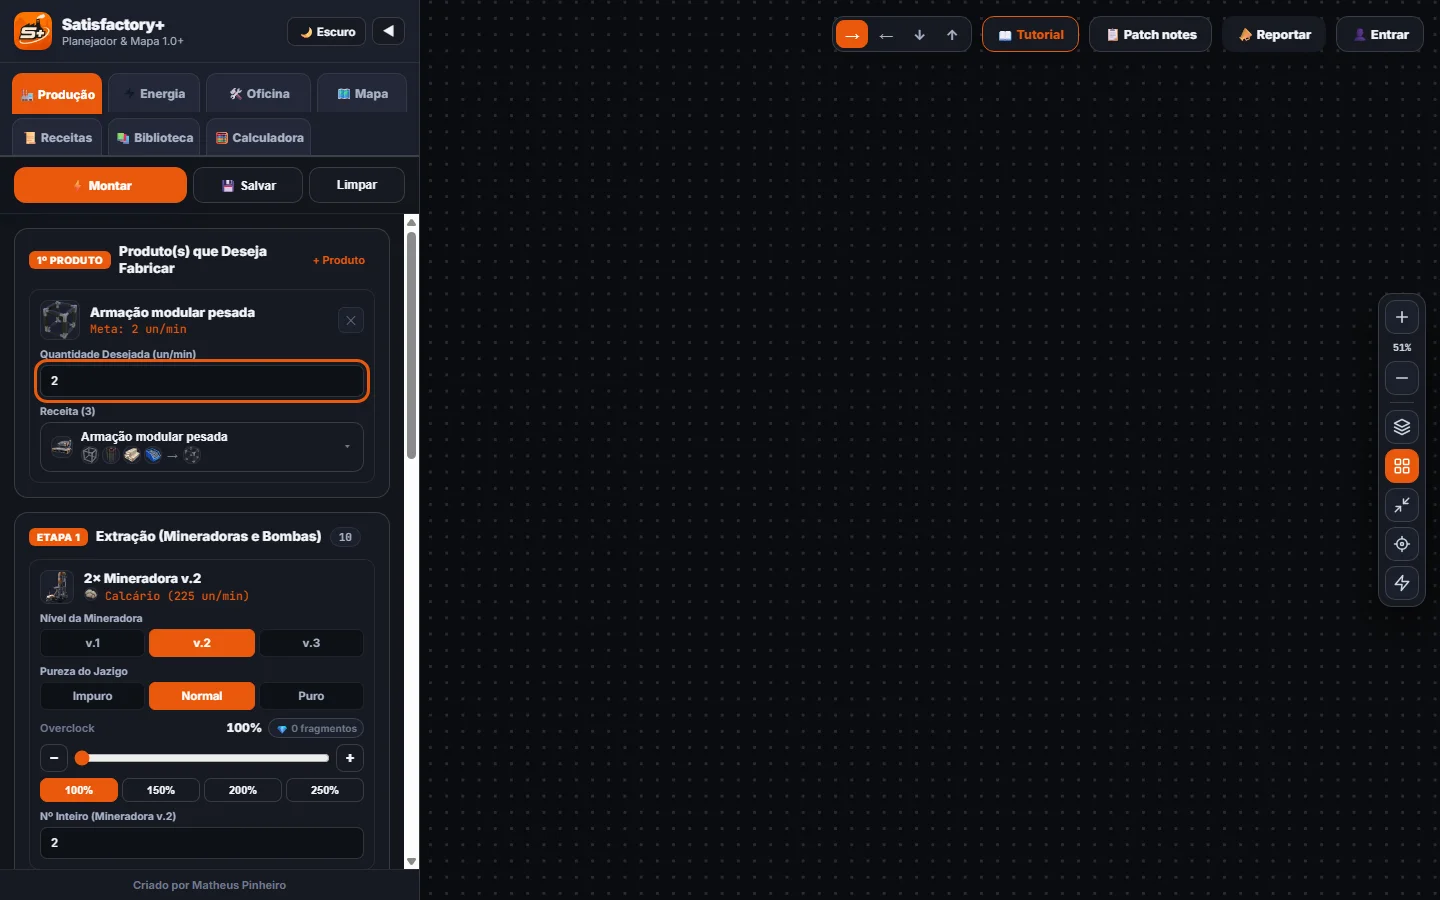 Satisfactory+
Planejador & Mapa 1.0+
Escuro
Tutorial
Patch notes
Reportar
Entrar
Produção
Energia
Oficina
Mapa
Receitas
Biblioteca
Calculadora
Montar
Salvar
Limpar
1º PRODUTO
Produto(s) que Deseja
Fabricar
+ Produto
Armação modular pesada
Meta: 2 un/min
Quantidade Desejada (un/min)
2
Receita (3)
Armação modular pesada
51%
ETAPA 1
Extração (Mineradoras e Bombas)
10
2× Mineradora v.2
Calcário (225 un/min)
Nível da Mineradora
v.1
v.2
v.3
Pureza do Jazigo
Impuro
Normal
Puro
Overclock
100%
0 fragmentos
100%
150%
200%
250%
Nº Inteiro (Mineradora v.2)
2
Criado por Matheus Pinheiro